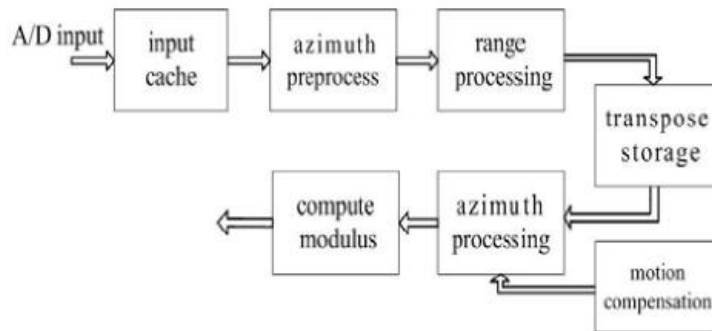 A/D input
input
cache
azimuth
preprocess
range
processing
transpose
storage
compute
modulus
azimuth
processing
motion
compensation